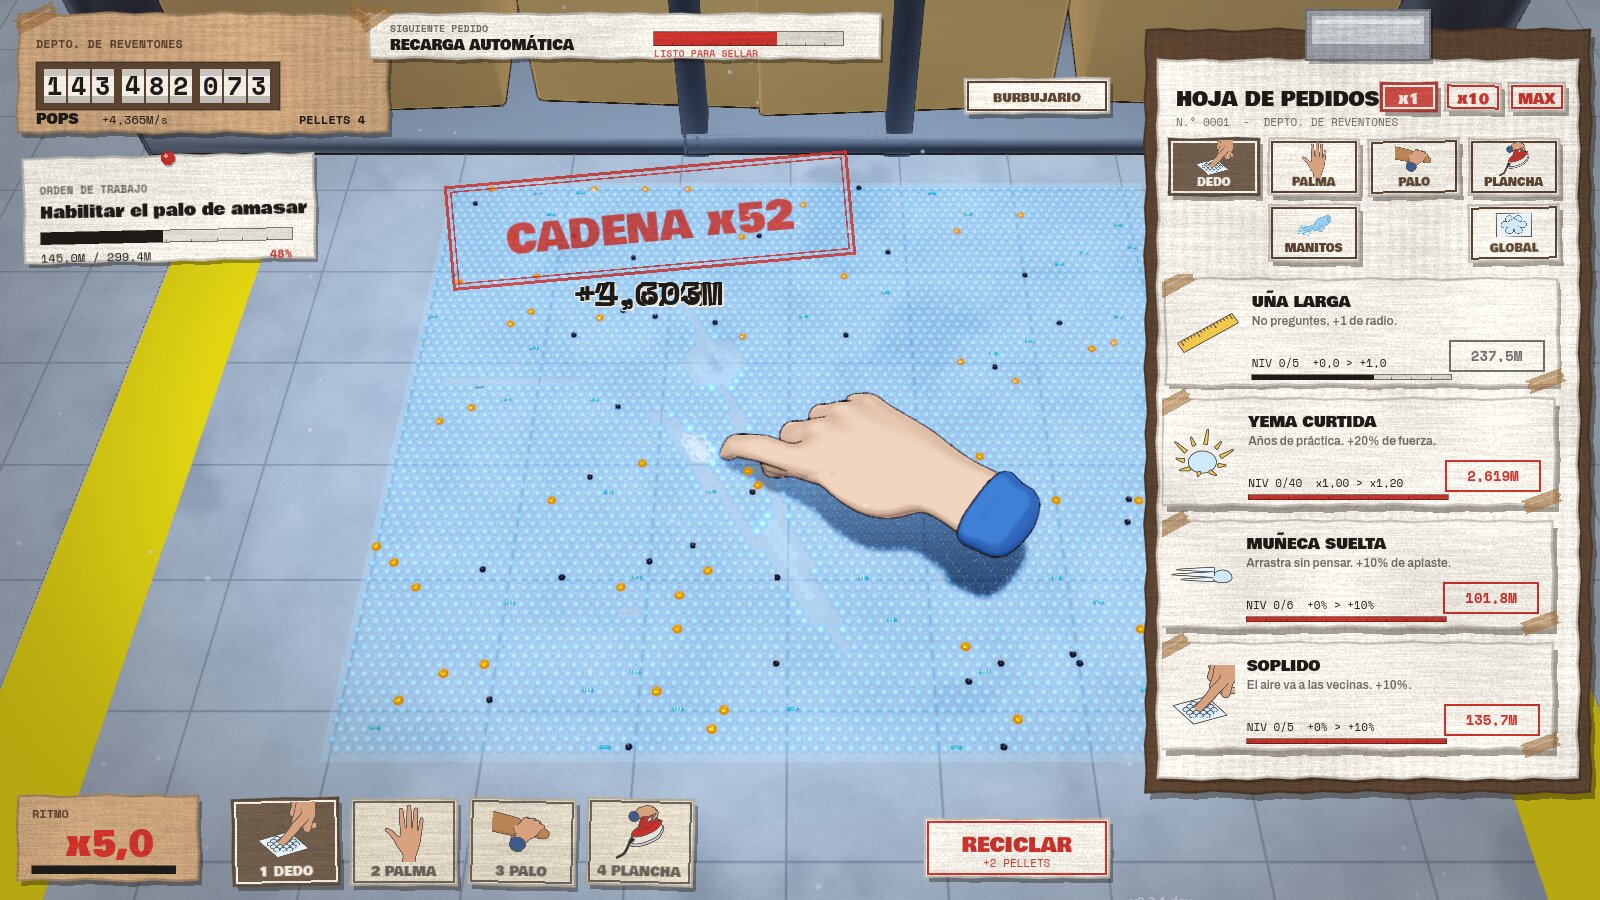 DEPTO. DE REVENTONES
143 482 073
POPS +4,365M/s PELLETS 4
SIGUIENTE PEDIDO
RECARGA AUTOMÁTICA
LISTO PARA SELLAR
BURBUJARIO
ORDEN DE TRABAJO
Habilitar el palo de amasar
145,0M / 299,4M 48%
CADENA x52
HOJA DE PEDIDOS x1 x10 MAX
N.° 0001 - DEPTO. DE REVENTONES
DEDO PALMA PALO PLANCHA
MANITOS GLOBAL
UÑA LARGA
No preguntes. +1 de radio.
NIV 0/5 +0,0 > +1,0 237,5M
YEMA CURTIDA
Años de práctica. +20% de fuerza.
NIV 0/40 x1,00 > x1,20 2,619M
MUÑECA SUELTA
Arrastra sin pensar. +10% de aplaste.
NIV 0/6 +0% > +10% 101,8M
SOPLIDO
El aire va a las vecinas. +10%.
NIV 0/5 +0% > +10% 135,7M
RITMO
x5,0
1 DEDO 2 PALMA 3 PALO 4 PLANCHA
RECICLAR
+2 PELLETS